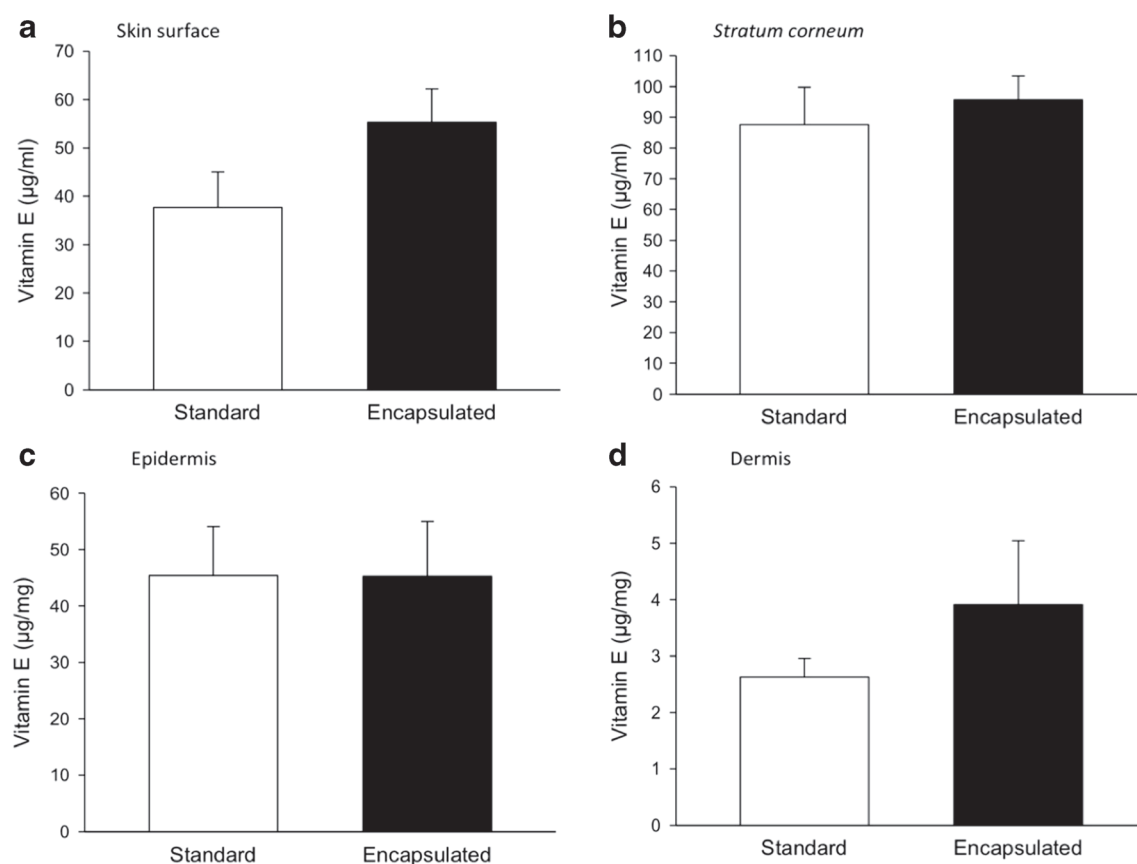 a Skin surface
Vitamin E (µg/ml)
70
60
50
40
30
20
10
0
Standard Encapsulated
b Stratum corneum
Vitamin E (µg/ml)
110
100
90
80
70
60
50
40
30
20
10
0
Standard Encapsulated
c Epidermis
Vitamin E (µg/mg)
60
50
40
30
20
10
0
Standard Encapsulated
d Dermis
Vitamin E (µg/mg)
6
5
4
3
2
1
0
Standard Encapsulated